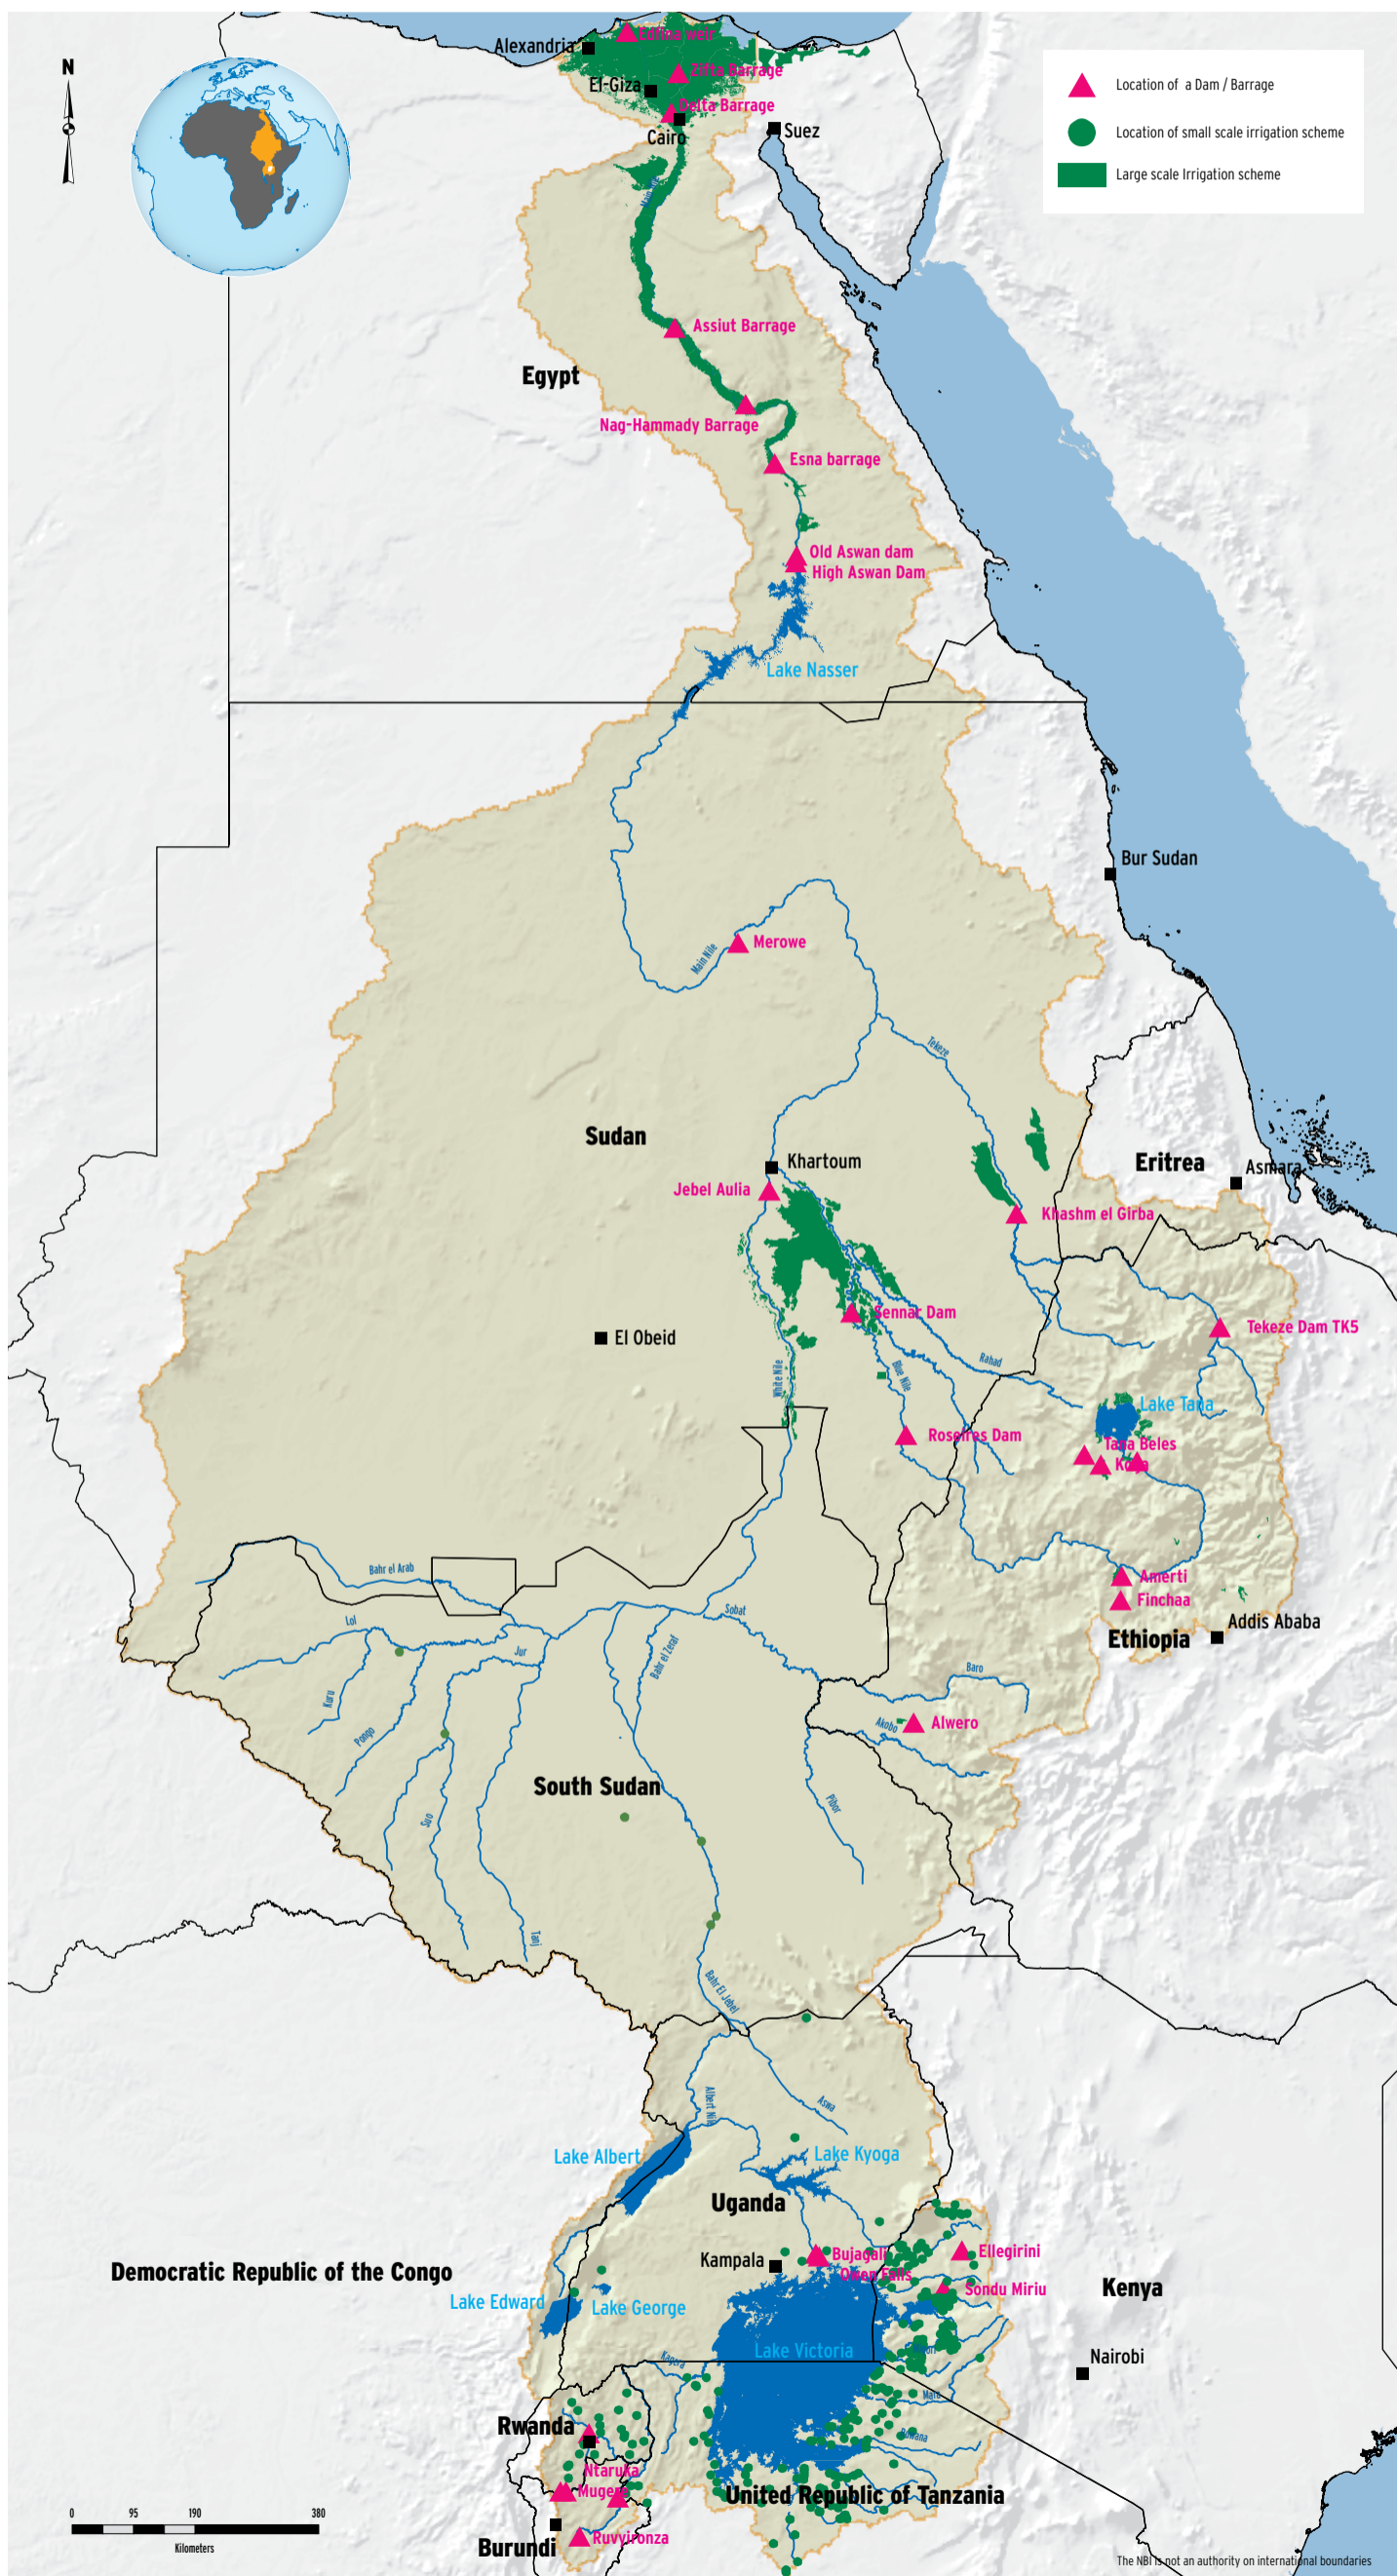 Edfina weir
Alexandria
Zifta Barrage
El-Giza
Delta Barrage
Cairo
Suez
N
Location of a Dam / Barrage
Location of small scale irrigation scheme
Large scale Irrigation scheme
Assiut Barrage
Egypt
Nag-Hammady Barrage
Esna barrage
Old Aswan dam
High Aswan Dam
Lake Nasser
Bur Sudan
Merowe
Main Nile
Tekeze
Sudan
Khartoum
Eritrea
Asmara
Jebel Aulia
Khashm el Girba
Sennar Dam
Tekeze Dam TK5
El Obeid
Rahad
White Nile
Blue Nile
Lake Tana
Roseires Dam
Tana Beles
Bahr el Arab
Amerti
Finchaa
Addis Ababa
Ethiopia
Lol
Sobat
Jur
Bahr el Zeraf
Baro
Kuru
Pongo
Akobo
Alwero
South Sudan
Pibor
Suo
Tanj
Bahr El Jebel
Albert Nile
Aswa
Lake Albert
Lake Kyoga
Uganda
Kampala
Bujagali
Owen Falls
Ellegirini
Democratic Republic of the Congo
Sondu Miriu
Kenya
Lake Edward
Lake George
Lake Victoria
Nairobi
Kagera
Mara
Rwanda
Ntaruka
Mugere
United Republic of Tanzania
Burundi
Ruvyironza
0 95 190 380
Kilometers
The NBI is not an authority on international boundaries